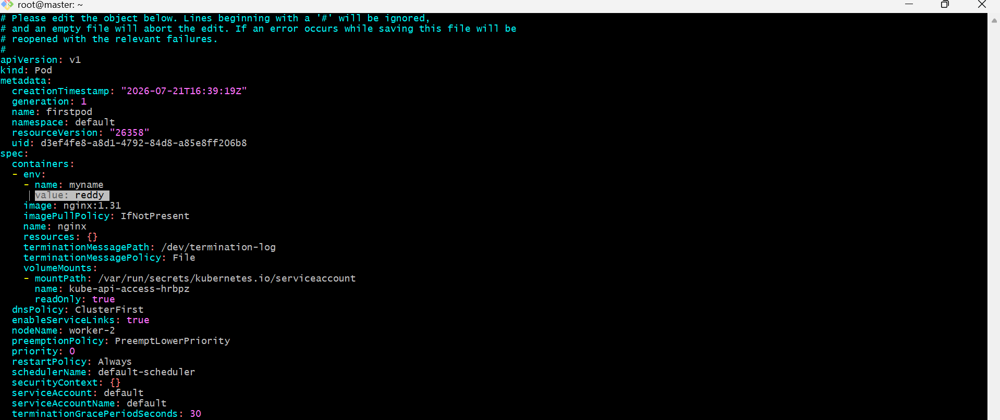 root@master: ~
# Please edit the object below. Lines beginning with a '#' will be ignored,
# and an empty file will abort the edit. If an error occurs while saving this file will be
# reopened with the relevant failures.
#
apiVersion: v1
kind: Pod
metadata:
  creationTimestamp: "2026-07-21T16:39:19Z"
  generation: 1
  name: firstpod
  namespace: default
  resourceVersion: "26358"
  uid: d3ef4fe8-a8d1-4792-84d8-a85e8ff206b8
spec:
  containers:
  - env:
    - name: myname
      value: reddy
    image: nginx:1.31
    imagePullPolicy: IfNotPresent
    name: nginx
    resources: {}
    terminationMessagePath: /dev/termination-log
    terminationMessagePolicy: File
    volumeMounts:
    - mountPath: /var/run/secrets/kubernetes.io/serviceaccount
      name: kube-api-access-hrbpz
      readOnly: true
  dnsPolicy: ClusterFirst
  enableServiceLinks: true
  nodeName: worker-2
  preemptionPolicy: PreemptLowerPriority
  priority: 0
  restartPolicy: Always
  schedulerName: default-scheduler
  securityContext: {}
  serviceAccount: default
  serviceAccountName: default
  terminationGracePeriodSeconds: 30